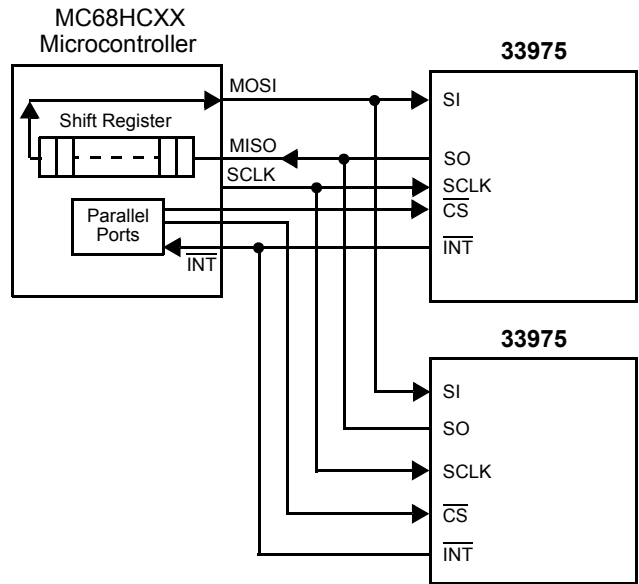 MC68HCXX
Microcontroller
33975
MOSI
SI
Shift Register
MISO
SO
SCLK
SCLK
CS
Parallel
Ports
INT
INT
33975
SI
SO
SCLK
CS
INT